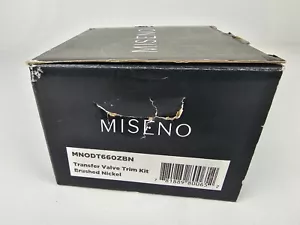 MISENO
MISENO
MNODT660ZBN
Transfer Valve Trim Kit
Brushed Nickel